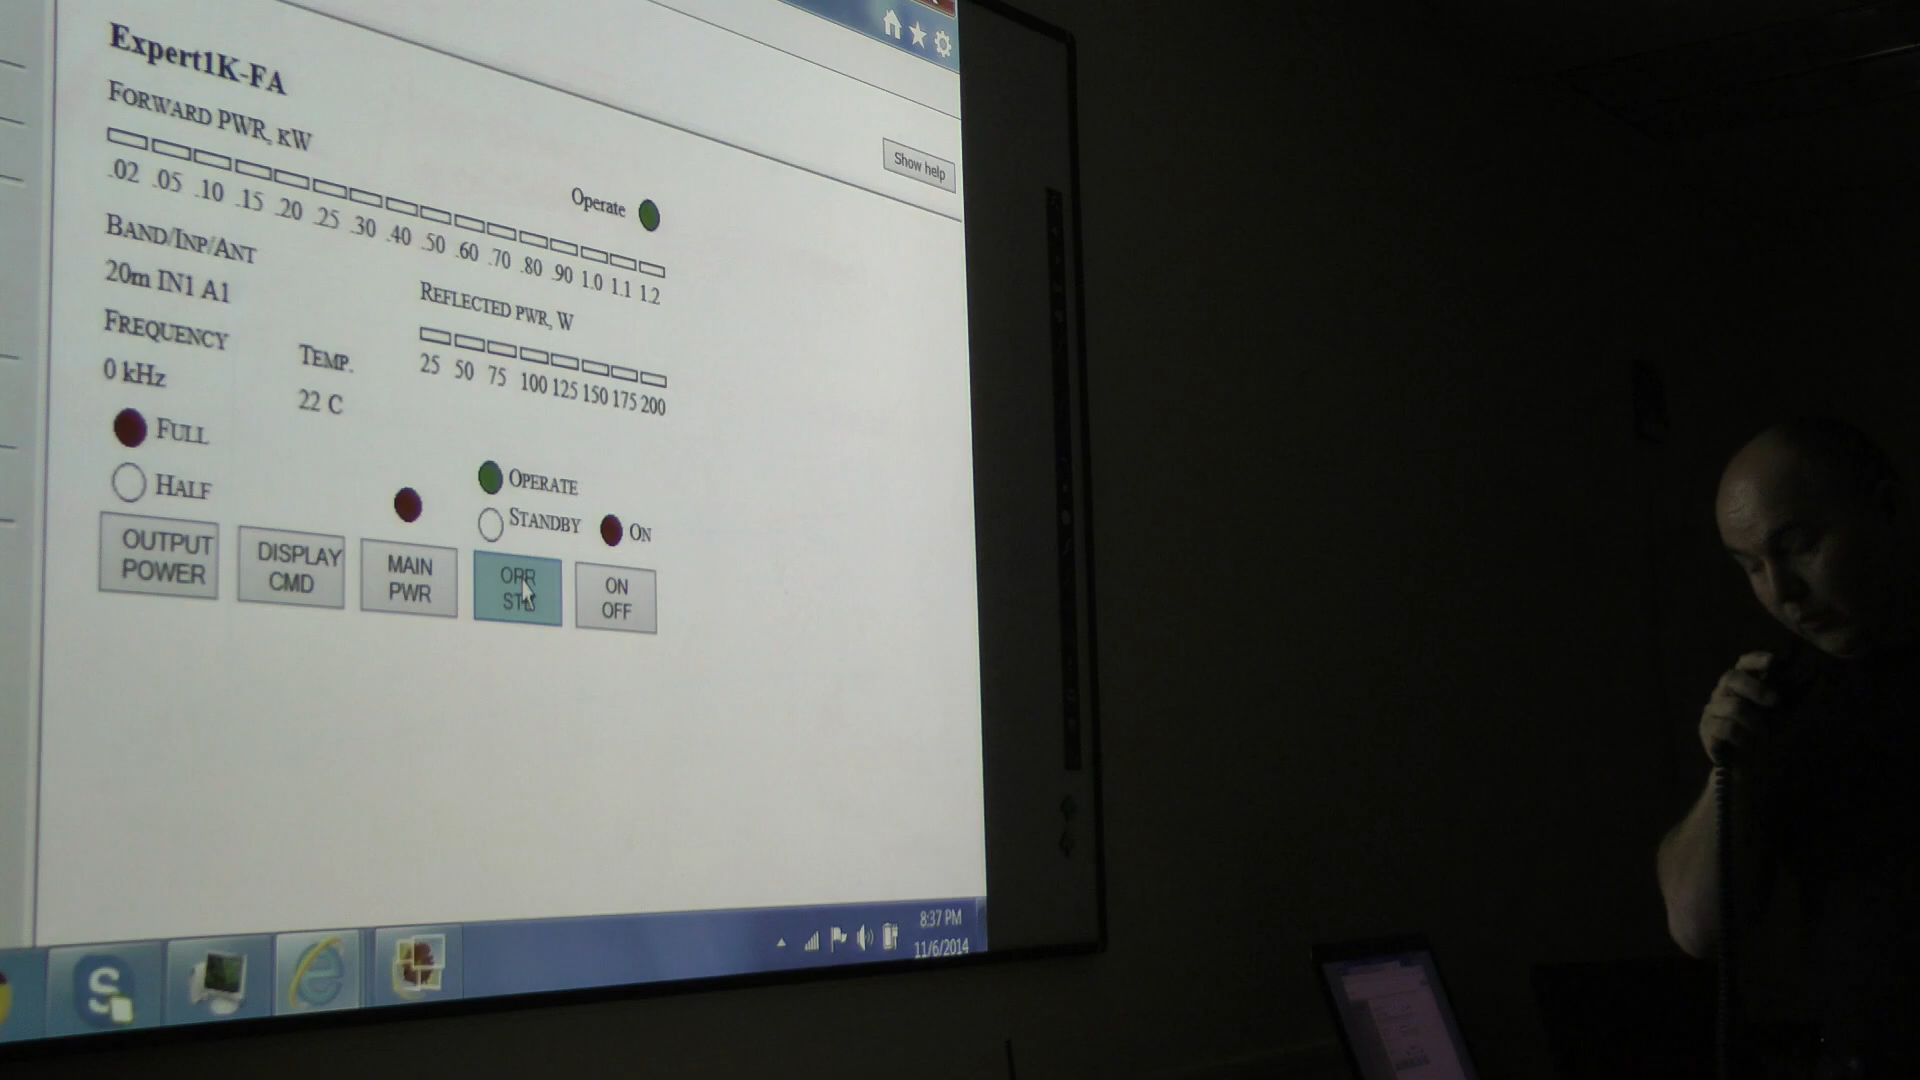 Expert1K-FA
FORWARD PWR, KW
.02 .05 .10 .15 .20 .25 .30 .40 .50 .60 .70 .80 .90 1.0 1.1 1.2
Operate
Show help
BAND/INP/ANT
20m IN1 A1
REFLECTED PWR, W
25 50 75 100 125 150 175 200
FREQUENCY
0 kHz
TEMP.
22 C
FULL
HALF
OPERATE
STANDBY
ON
OUTPUT
POWER
DISPLAY
CMD
MAIN
PWR
ON
OFF
8:37 PM
11/6/2014